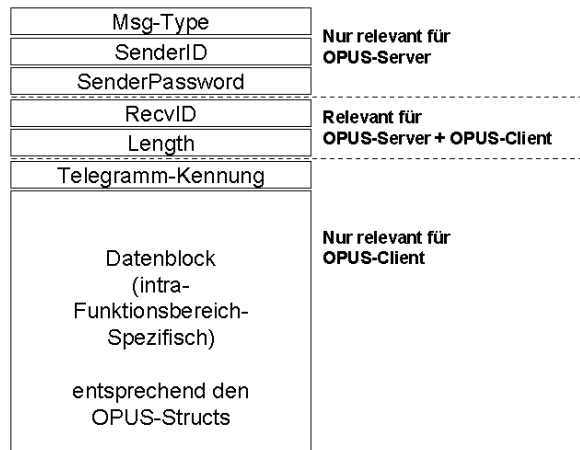 Msg-Type
SenderID
SenderPassword
Nur relevant für
OPUS-Server
RecvID
Length
Relevant für
OPUS-Server + OPUS-Client
Telegramm-Kennung
Datenblock
(intra-
Funktionsbereich-
Spezifisch)
entsprechend den
OPUS-Structs
Nur relevant für
OPUS-Client